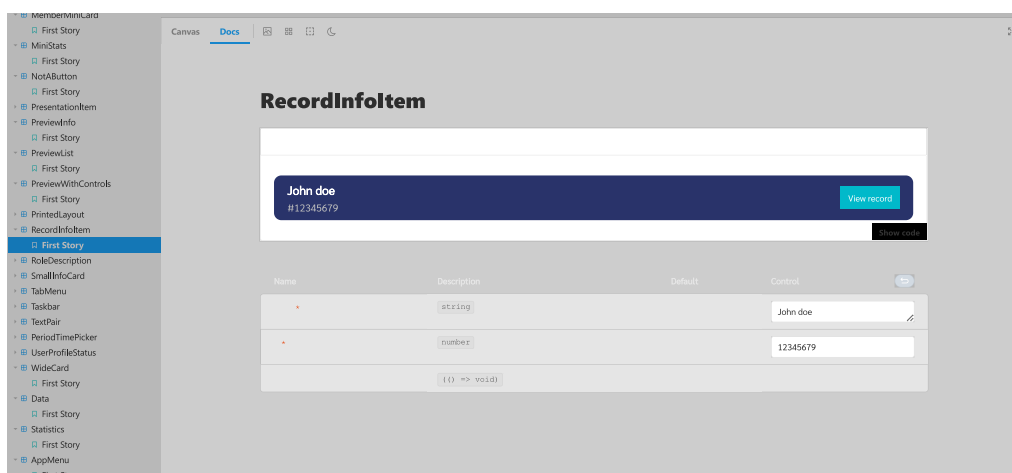 MemberMiniCard
First Story
MiniStats
First Story
NotAButton
First Story
PresentationItem
PreviewInfo
First Story
PreviewList
First Story
PreviewWithControls
First Story
PrintedLayout
RecordInfoItem
First Story
RoleDescription
SmallInfoCard
TabMenu
Taskbar
TextPair
PeriodTimePicker
UserProfileStatus
WideCard
First Story
Data
First Story
Statistics
First Story
AppMenu
Canvas Docs
RecordInfoItem
John doe
#12345679
View record
Show code
Name Description Default Control
* string John doe
* number 12345679
(() => void)